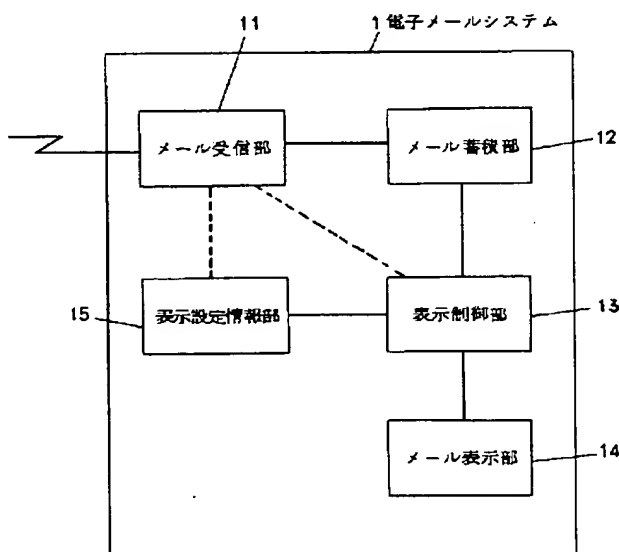 11
1 電子メールシステム
メール受信部
メール蓄積部
12
15
表示設定情報部
表示制御部
13
メール表示部
14